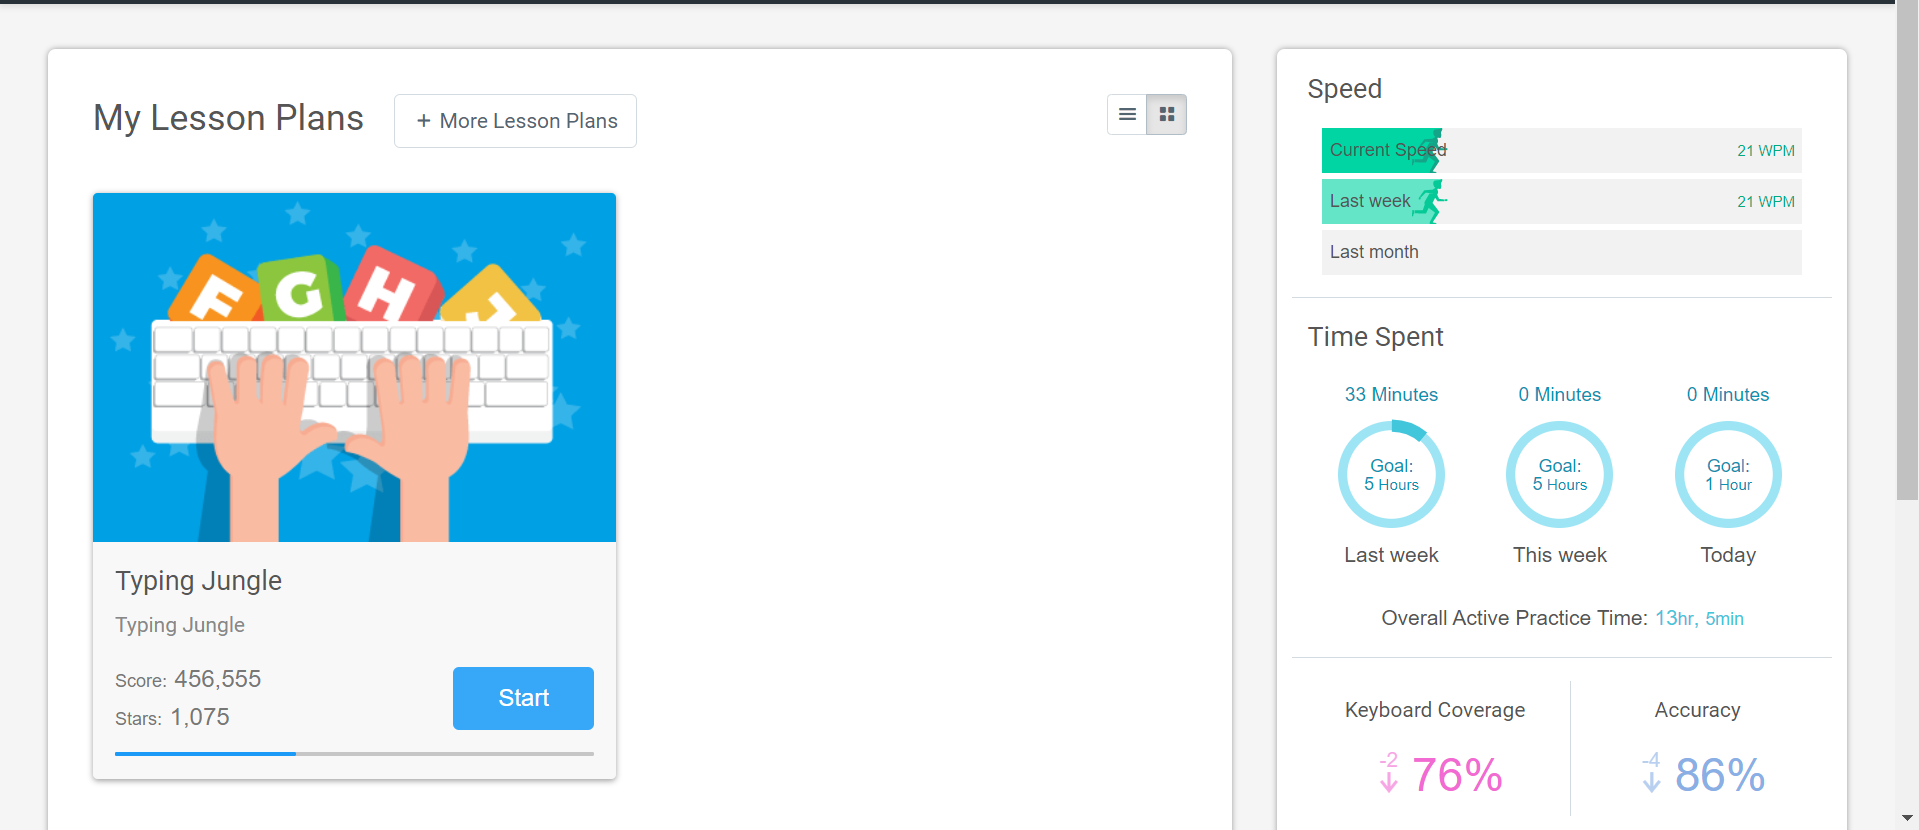 My Lesson Plans
+ More Lesson Plans
F G H J
Typing Jungle
Typing Jungle
Score: 456,555
Stars: 1,075
Start
Speed
Current Speed 21 WPM
Last week 21 WPM
Last month
Time Spent
33 Minutes
Goal:
5 Hours
Last week
0 Minutes
Goal:
5 Hours
This week
0 Minutes
Goal:
1 Hour
Today
Overall Active Practice Time: 13hr, 5min
Keyboard Coverage
-2
76%
Accuracy
-4
86%